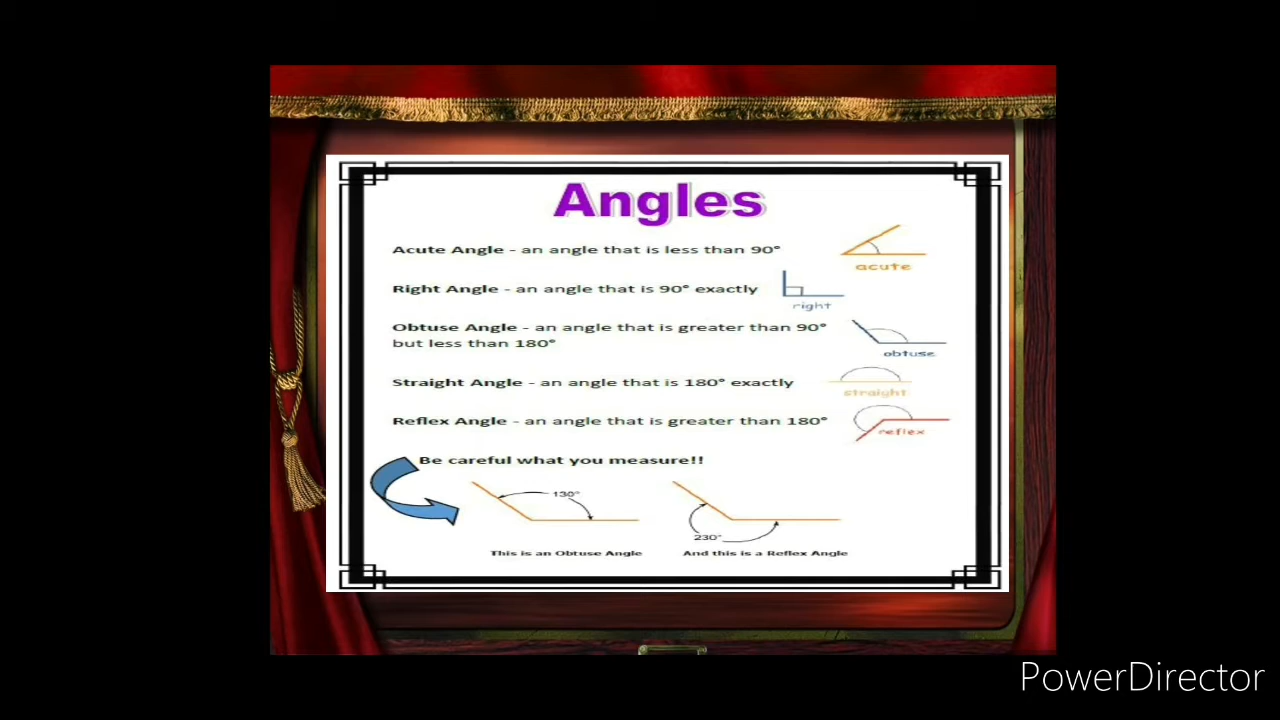 Angles
Acute Angle - an angle that is less than 90°
acute
Right Angle - an angle that is 90° exactly
right
Obtuse Angle - an angle that is greater than 90°
but less than 180°
obtuse
Straight Angle - an angle that is 180° exactly
straight
Reflex Angle - an angle that is greater than 180°
reflex
Be careful what you measure!!
130°
230°
This is an Obtuse Angle
And this is a Reflex Angle
PowerDirector